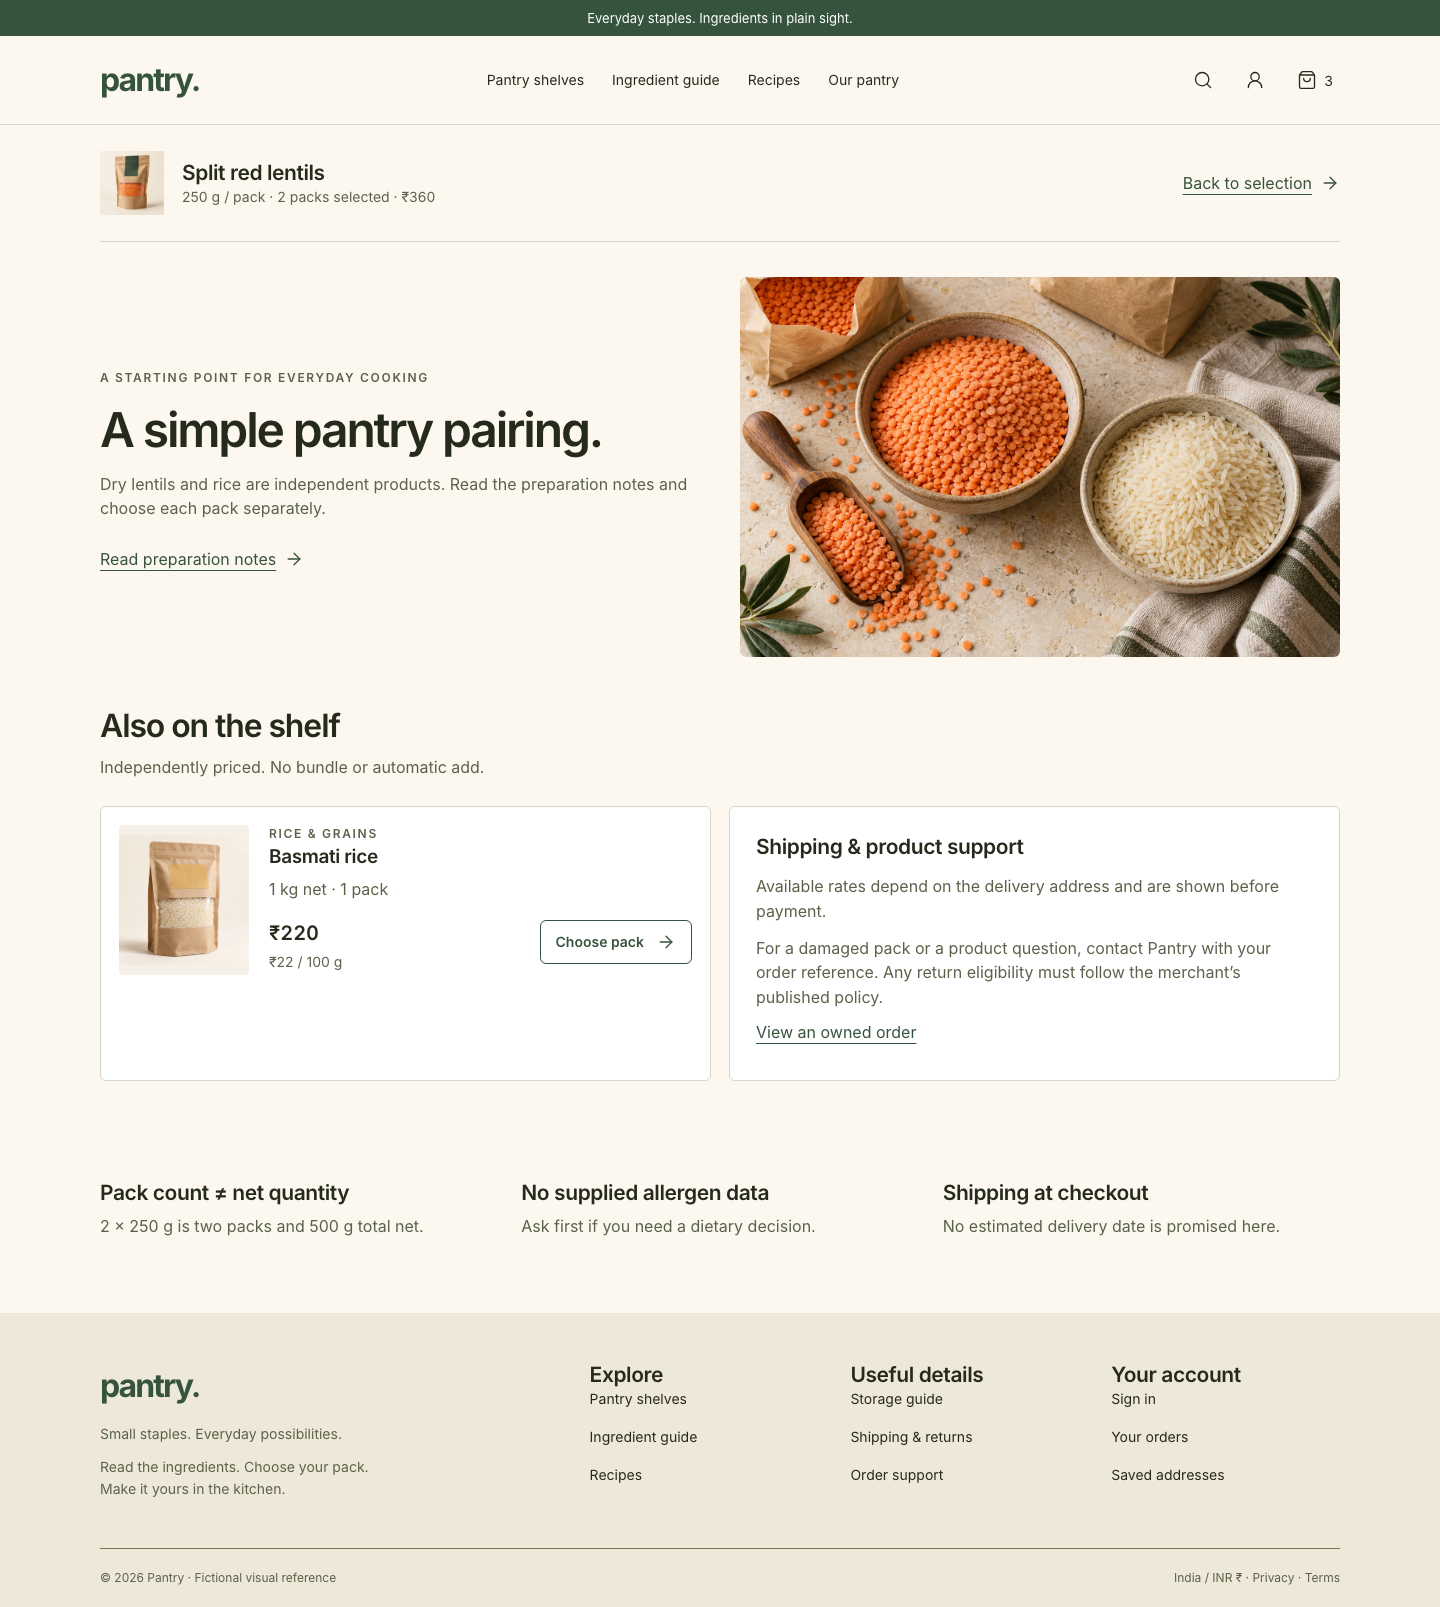 Everyday staples. Ingredients in plain sight.
pantry.
Pantry shelves
Ingredient guide
Recipes
Our pantry
3
Split red lentils
250 g / pack · 2 packs selected · ₹360
Back to selection
A STARTING POINT FOR EVERYDAY COOKING
A simple pantry pairing.
Dry lentils and rice are independent products. Read the preparation notes and
choose each pack separately.
Read preparation notes
Also on the shelf
Independently priced. No bundle or automatic add.
RICE & GRAINS
Basmati rice
1 kg net · 1 pack
₹220
₹22 / 100 g
Choose pack
Shipping & product support
Available rates depend on the delivery address and are shown before
payment.
For a damaged pack or a product question, contact Pantry with your
order reference. Any return eligibility must follow the merchant’s
published policy.
View an owned order
Pack count ≠ net quantity
2 × 250 g is two packs and 500 g total net.
No supplied allergen data
Ask first if you need a dietary decision.
Shipping at checkout
No estimated delivery date is promised here.
pantry.
Small staples. Everyday possibilities.
Read the ingredients. Choose your pack.
Make it yours in the kitchen.
Explore
Pantry shelves
Ingredient guide
Recipes
Useful details
Storage guide
Shipping & returns
Order support
Your account
Sign in
Your orders
Saved addresses
© 2026 Pantry · Fictional visual reference
India / INR ₹ · Privacy · Terms